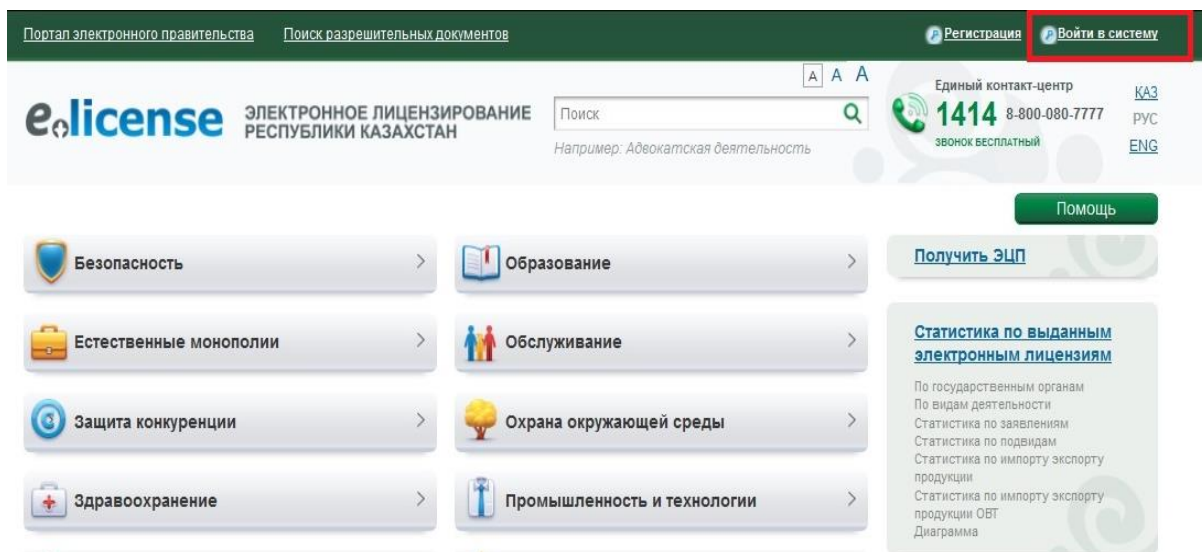 Портал электронного правительства Поиск разрешительных документов Регистрация Войти в систему
A A A
e.license ЭЛЕКТРОННОЕ ЛИЦЕНЗИРОВАНИЕ
РЕСПУБЛИКИ КАЗАХСТАН
Поиск
Например: Адвокатская деятельность
Единый контакт-центр
1414 8-800-080-7777
ЗВОНОК БЕСПЛАТНЫЙ
ҚАЗ
РУС
ENG
Помощь
Безопасность
Образование
Естественные монополии
Обслуживание
Защита конкуренции
Охрана окружающей среды
Здравоохранение
Промышленность и технологии
Получить ЭЦП
Статистика по выданным
электронным лицензиям
По государственным органам
По видам деятельности
Статистика по заявлениям
Статистика по подвидам
Статистика по импорту экспорту
продукции
Статистика по импорту экспорту
продукции ОВТ
Диаграмма